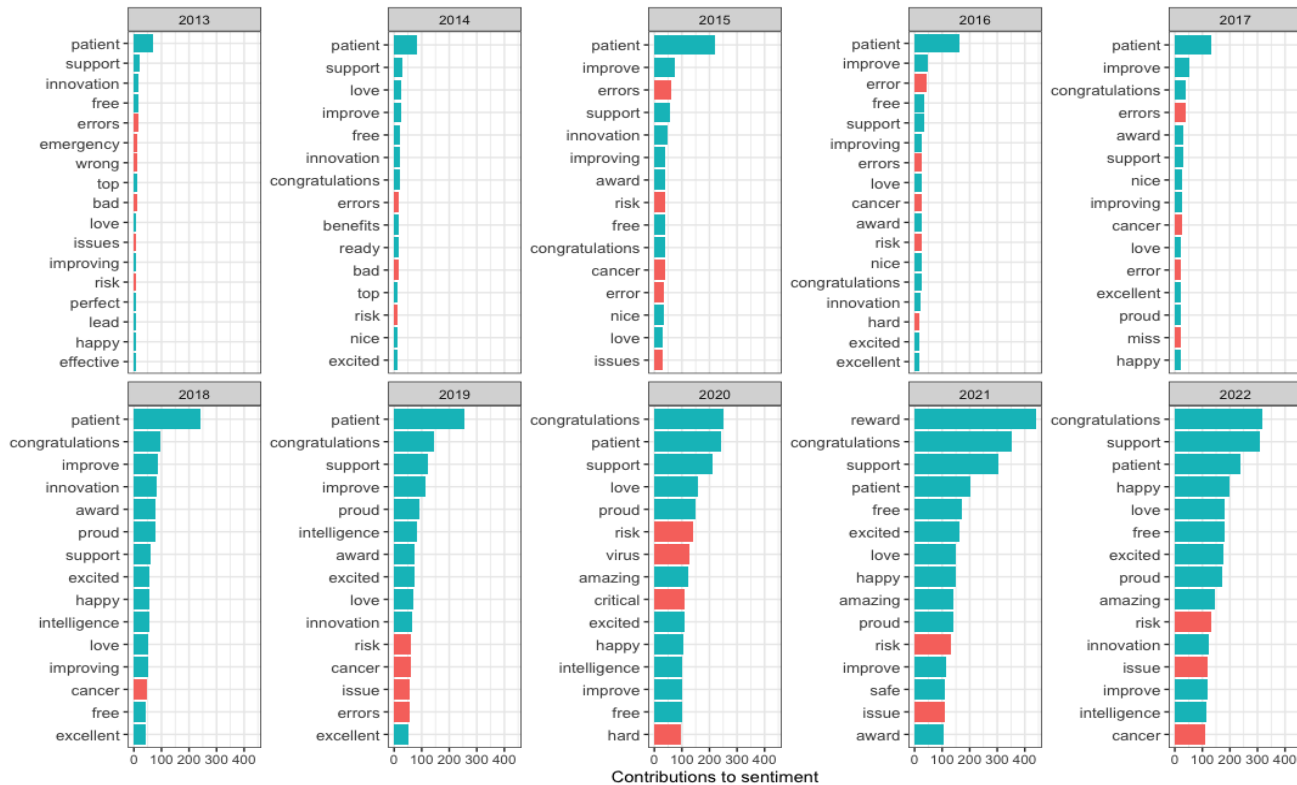 2013
patient
support
innovation
free
errors
emergency
wrong
top
bad
love
issues
improving
risk
perfect
lead
happy
effective
2014
patient
support
love
improve
free
innovation
congratulations
errors
benefits
ready
bad
top
risk
nice
excited
2015
patient
improve
errors
support
innovation
improving
award
risk
free
congratulations
cancer
error
nice
love
issues
2016
patient
improve
error
free
support
improving
errors
love
cancer
award
risk
nice
congratulations
innovation
hard
excited
excellent
2017
patient
improve
congratulations
errors
award
support
nice
improving
cancer
love
error
excellent
proud
miss
happy
2018
patient
congratulations
improve
innovation
award
proud
support
excited
happy
intelligence
love
improving
cancer
free
excellent
0 100 200 300 400
2019
patient
congratulations
support
improve
proud
intelligence
award
excited
love
innovation
risk
cancer
issue
errors
excellent
0 100 200 300 400
2020
congratulations
patient
support
love
proud
risk
virus
amazing
critical
excited
happy
intelligence
improve
free
hard
0 100 200 300 400
2021
reward
congratulations
support
patient
free
excited
love
happy
amazing
proud
risk
improve
safe
issue
award
0 100 200 300 400
2022
congratulations
support
patient
happy
love
free
excited
proud
amazing
risk
innovation
issue
improve
intelligence
cancer
0 100 200 300 400
Contributions to sentiment